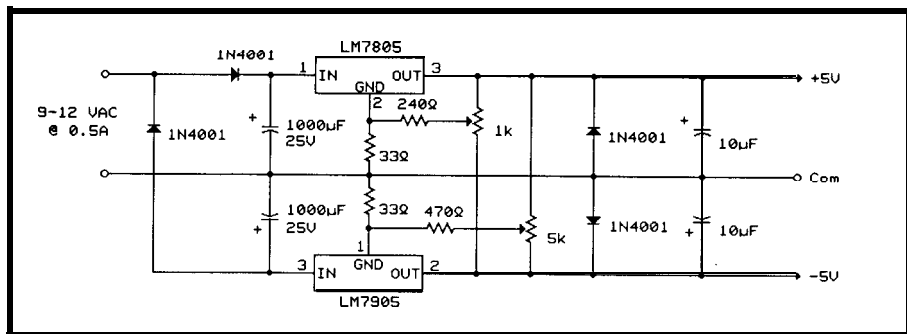 LM7805
1N4001
1 IN OUT 3
GND
2
240Ω
+5V
9-12 VAC
@ 0.5A
1N4001
+
1000µF
25V
33Ω
1k
1N4001
+
10µF
Com
1000µF
25V
+
33Ω
470Ω
5k
1N4001
+
10µF
1
GND
3 IN OUT 2
-5V
LM7905